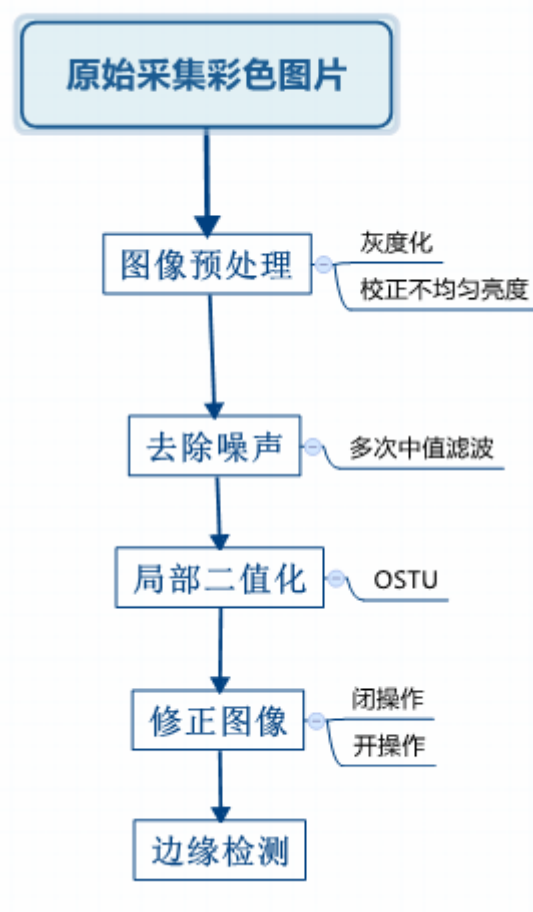 原始采集彩色图片
图像预处理
灰度化
校正不均匀亮度
去除噪声
多次中值滤波
局部二值化
OSTU
修正图像
闭操作
开操作
边缘检测